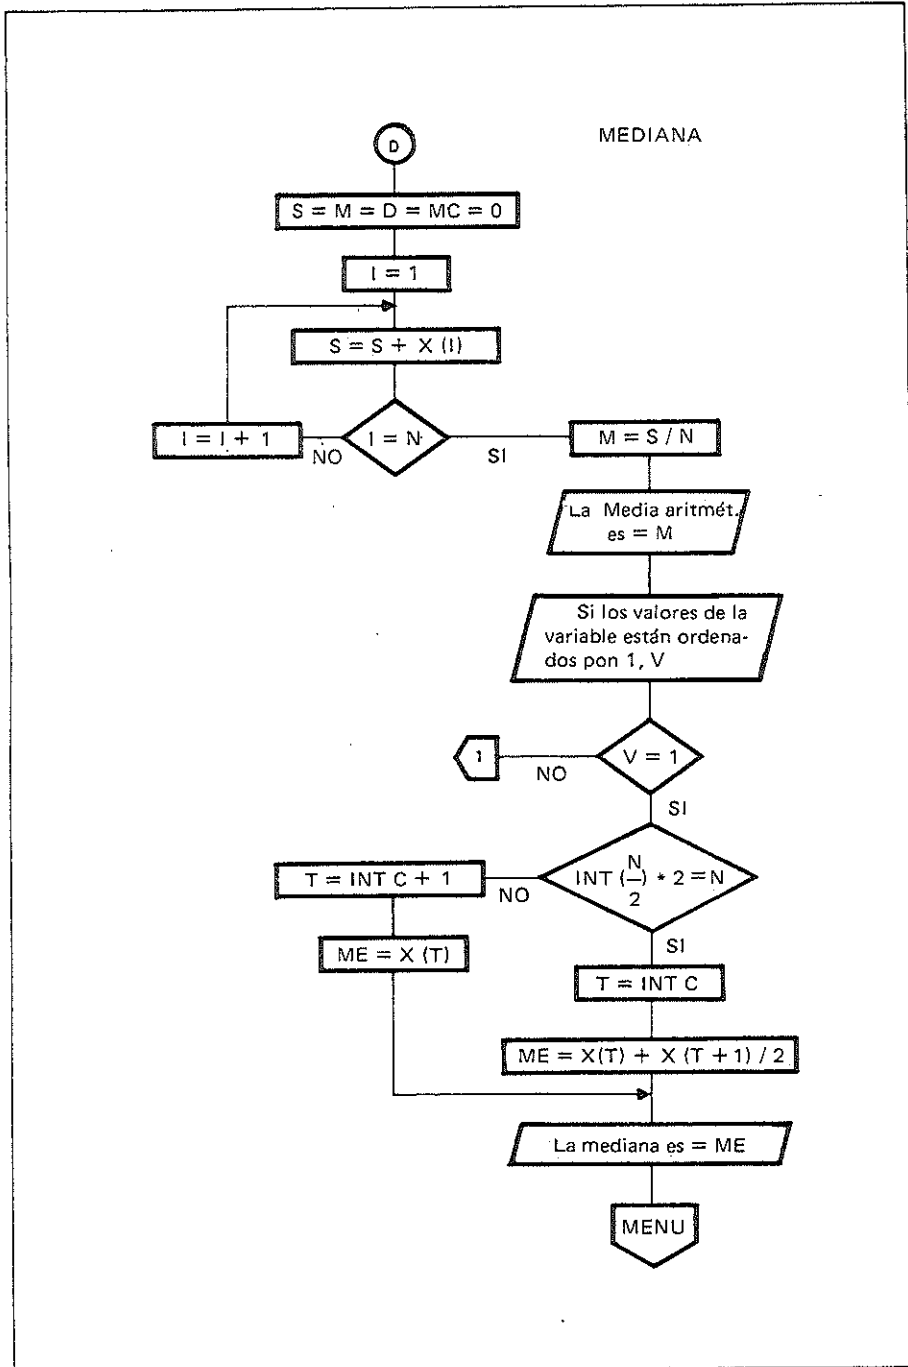 MEDIANA
D
S = M = D = MC = 0
I = 1
S = S + X (I)
I = I + 1
NO
I = N
SI
M = S / N
La Media aritmét.
es = M
Si los valores de la
variable están ordena-
dos pon 1, V
1
NO
V = 1
SI
T = INT C + 1
NO
INT (N/2) * 2 = N
SI
ME = X (T)
T = INT C
ME = X(T) + X (T + 1) / 2
La mediana es = ME
MENU